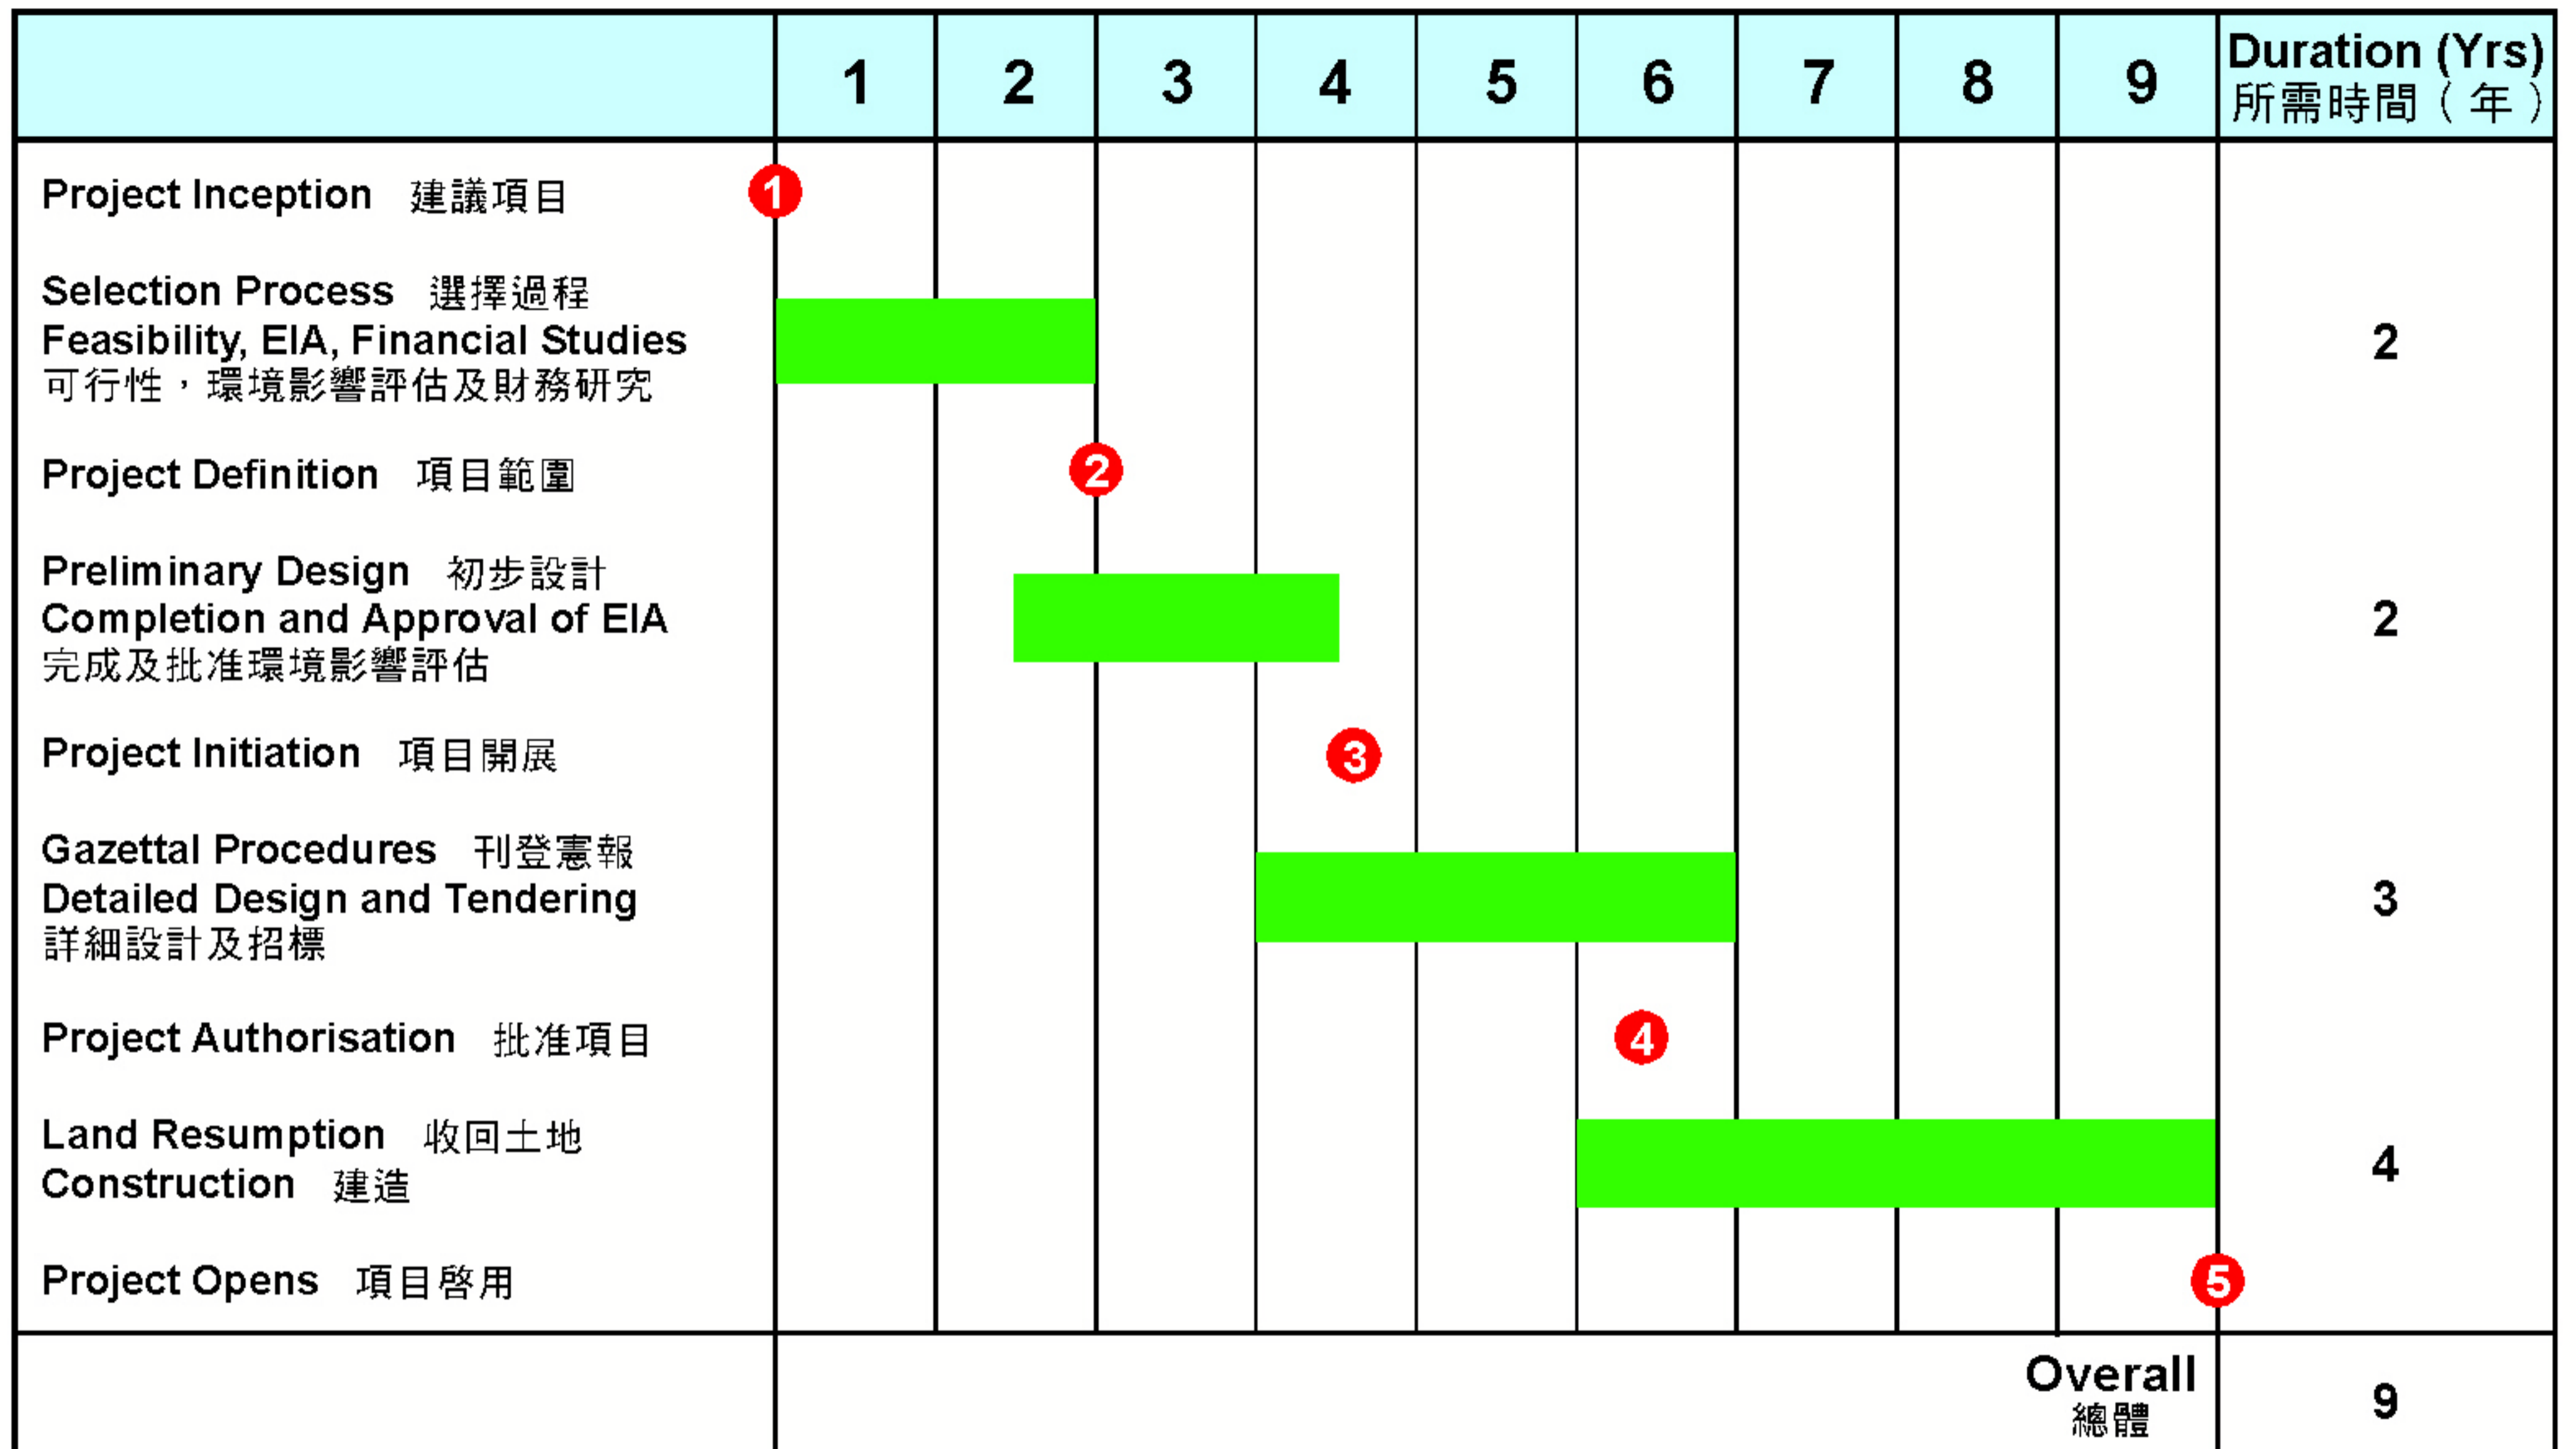 1 2 3 4 5 6 7 8 9 Duration (Yrs)
所需時間（年）
Project Inception 建議項目 1
Selection Process 選擇過程
Feasibility, EIA, Financial Studies 2
可行性，環境影響評估及財務研究
Project Definition 項目範圍 2
Preliminary Design 初步設計
Completion and Approval of EIA 2
完成及批准環境影響評估
Project Initiation 項目開展 3
Gazettal Procedures 刊登憲報
Detailed Design and Tendering 3
詳細設計及招標
Project Authorisation 批准項目 4
Land Resumption 收回土地
Construction 建造 4
Project Opens 項目啓用 5
Overall 9
總體